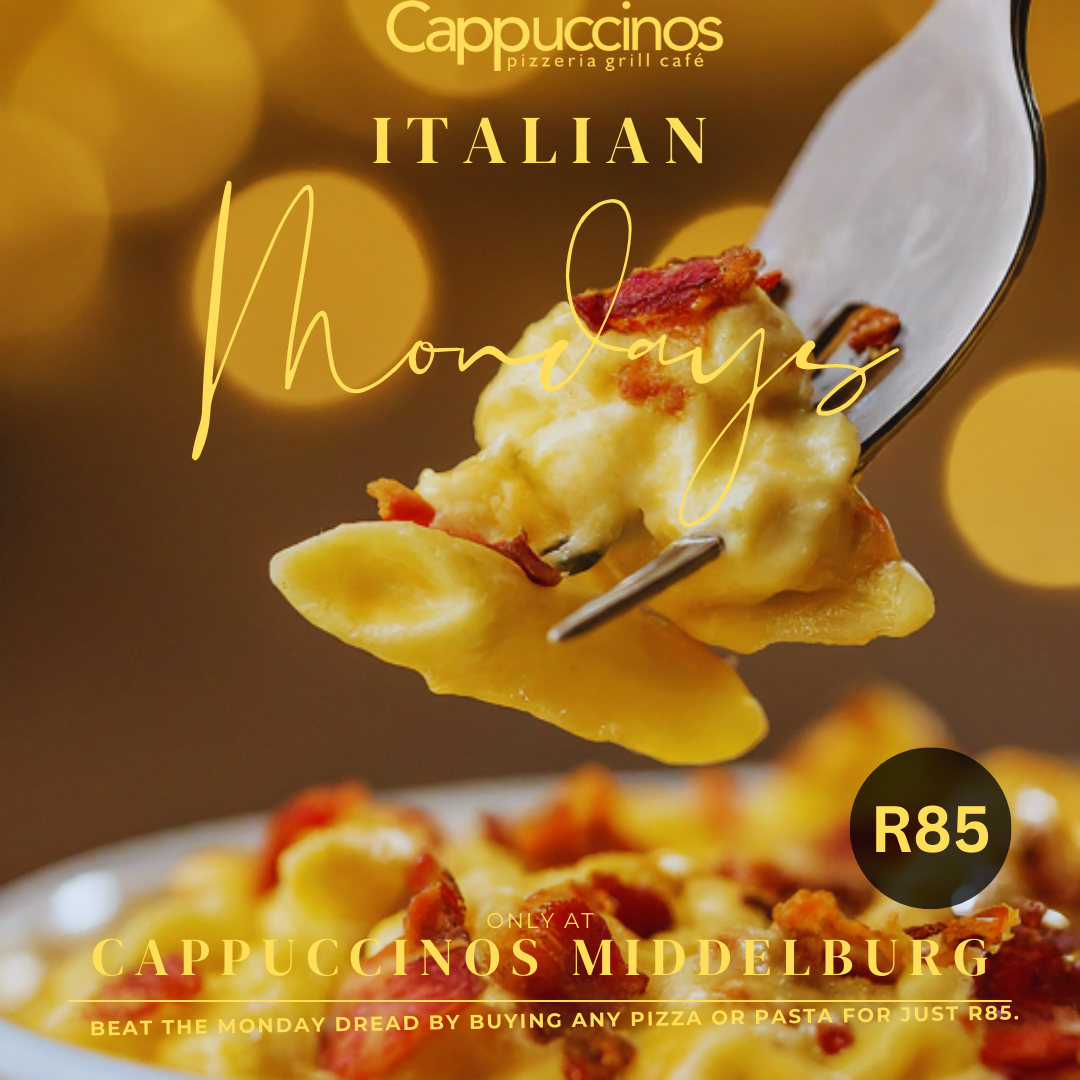 Cappuccinos
pizzeria grill café
ITALIAN
Mondays
R85
ONLY AT
CAPPUCCINOS MIDDELBURG
BEAT THE MONDAY DREAD BY BUYING ANY PIZZA OR PASTA FOR JUST R85.